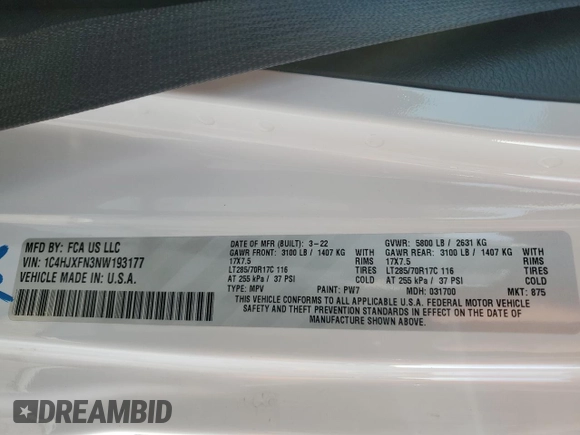 MFD BY: FCA US LLC
VIN: 1C4HJXFN3NW193177
VEHICLE MADE IN: U.S.A.
DATE OF MFR (BUILT): 3-22
GVWR: 5800 LB / 2631 KG
GAWR FRONT: 3100 LB / 1407 KG
GAWR REAR: 3100 LB / 1407 KG
17X7.5 RIMS
17X7.5 RIMS
LT285/70R17C 116 TIRES
LT285/70R17C 116 TIRES
AT 255 kPa / 37 PSI COLD
AT 255 kPa / 37 PSI COLD
TYPE: MPV PAINT: PW7 MDH: 031700 MKT: 875
THIS VEHICLE CONFORMS TO ALL APPLICABLE U.S.A. FEDERAL MOTOR VEHICLE
SAFETY AND THEFT PREVENTION STANDARDS IN EFFECT ON THE DATE OF
MANUFACTURE SHOWN ABOVE.
DREAMBID